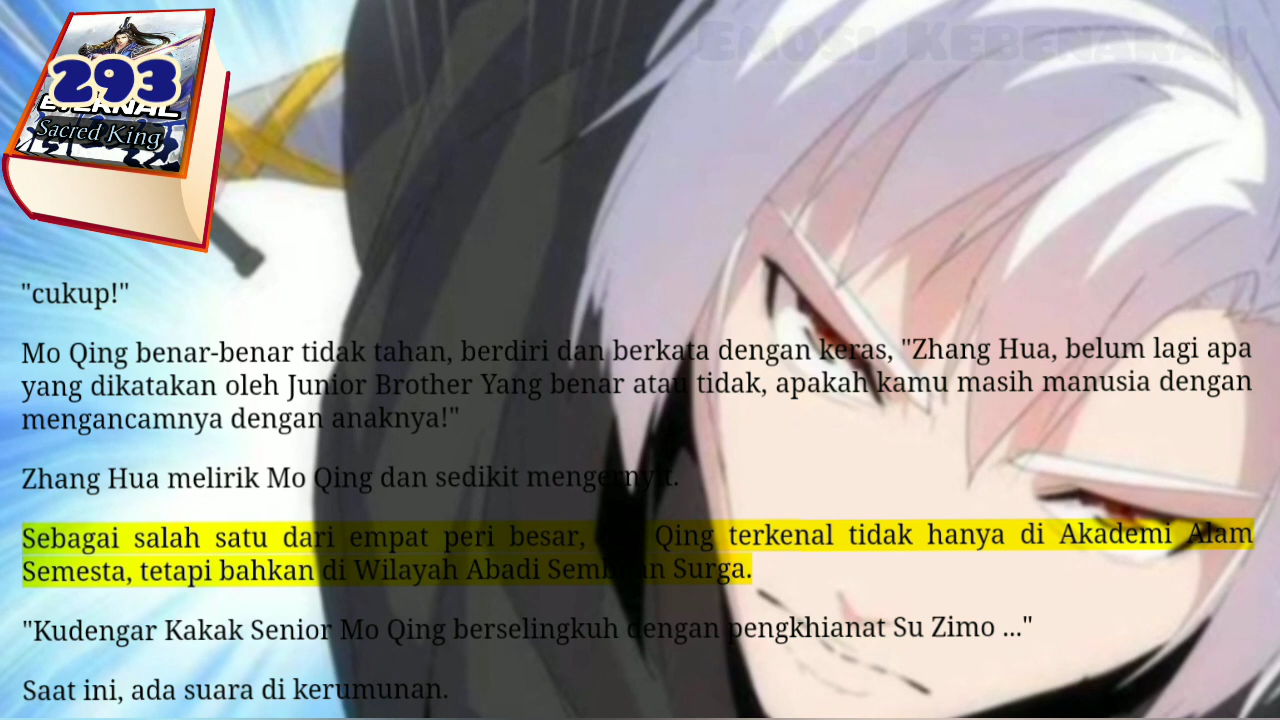 EMOSI KEBENARAN
293
ETERNAL
Sacred King
"cukup!"
Mo Qing benar-benar tidak tahan, berdiri dan berkata dengan keras, "Zhang Hua, belum lagi apa
yang dikatakan oleh Junior Brother Yang benar atau tidak, apakah kamu masih manusia dengan
mengancamnya dengan anaknya!"
Zhang Hua melirik Mo Qing dan sedikit mengernyit.
Sebagai salah satu dari empat peri besar, Qing terkenal tidak hanya di Akademi Alam
Semesta, tetapi bahkan di Wilayah Abadi Sembilan Surga.
"Kudengar Kakak Senior Mo Qing berselingkuh dengan pengkhianat Su Zimo ..."
Saat ini, ada suara di kerumunan.